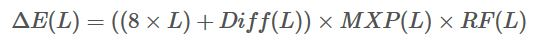 ΔE(L) = ((8 × L) + Diff(L)) × MXP(L) × RF(L)